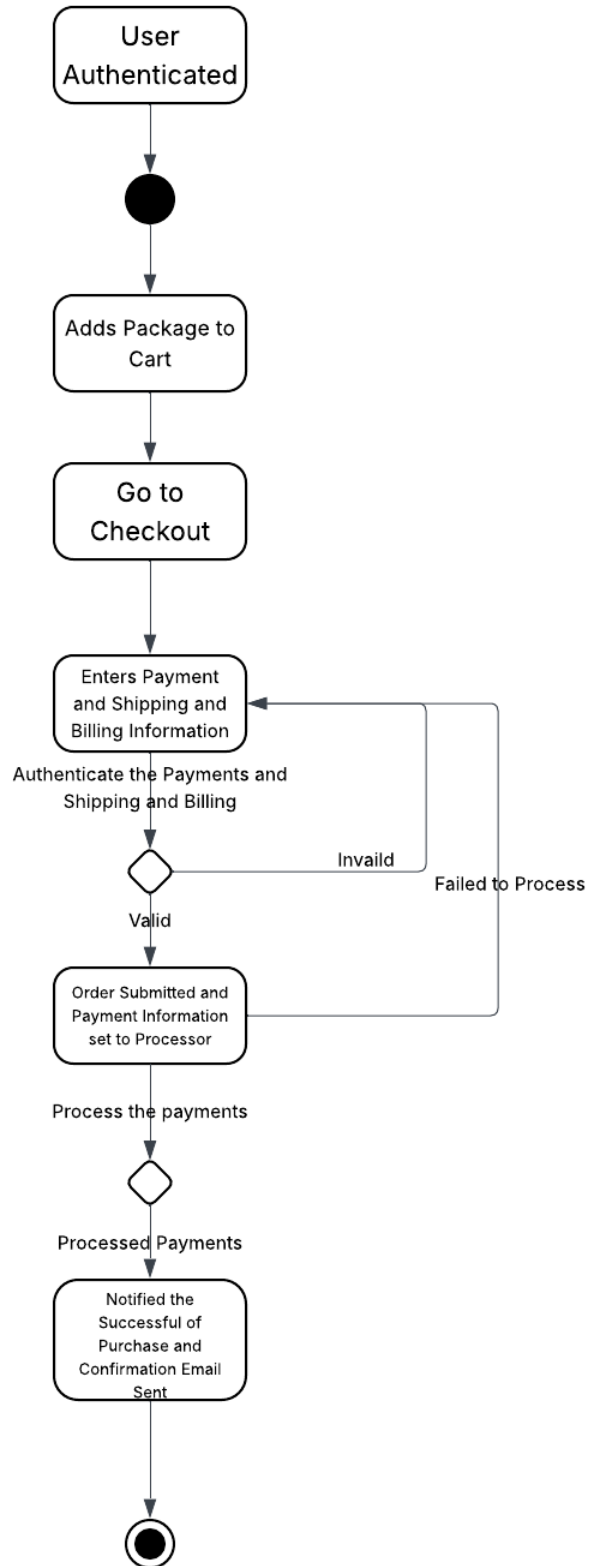 User
Authenticated
Adds Package to
Cart
Go to
Checkout
Enters Payment
and Shipping and
Billing Information
Authenticate the Payments and
Shipping and Billing
Invaild
Failed to Process
Valid
Order Submitted and
Payment Information
set to Processor
Process the payments
Processed Payments
Notified the
Successful of
Purchase and
Confirmation Email
Sent